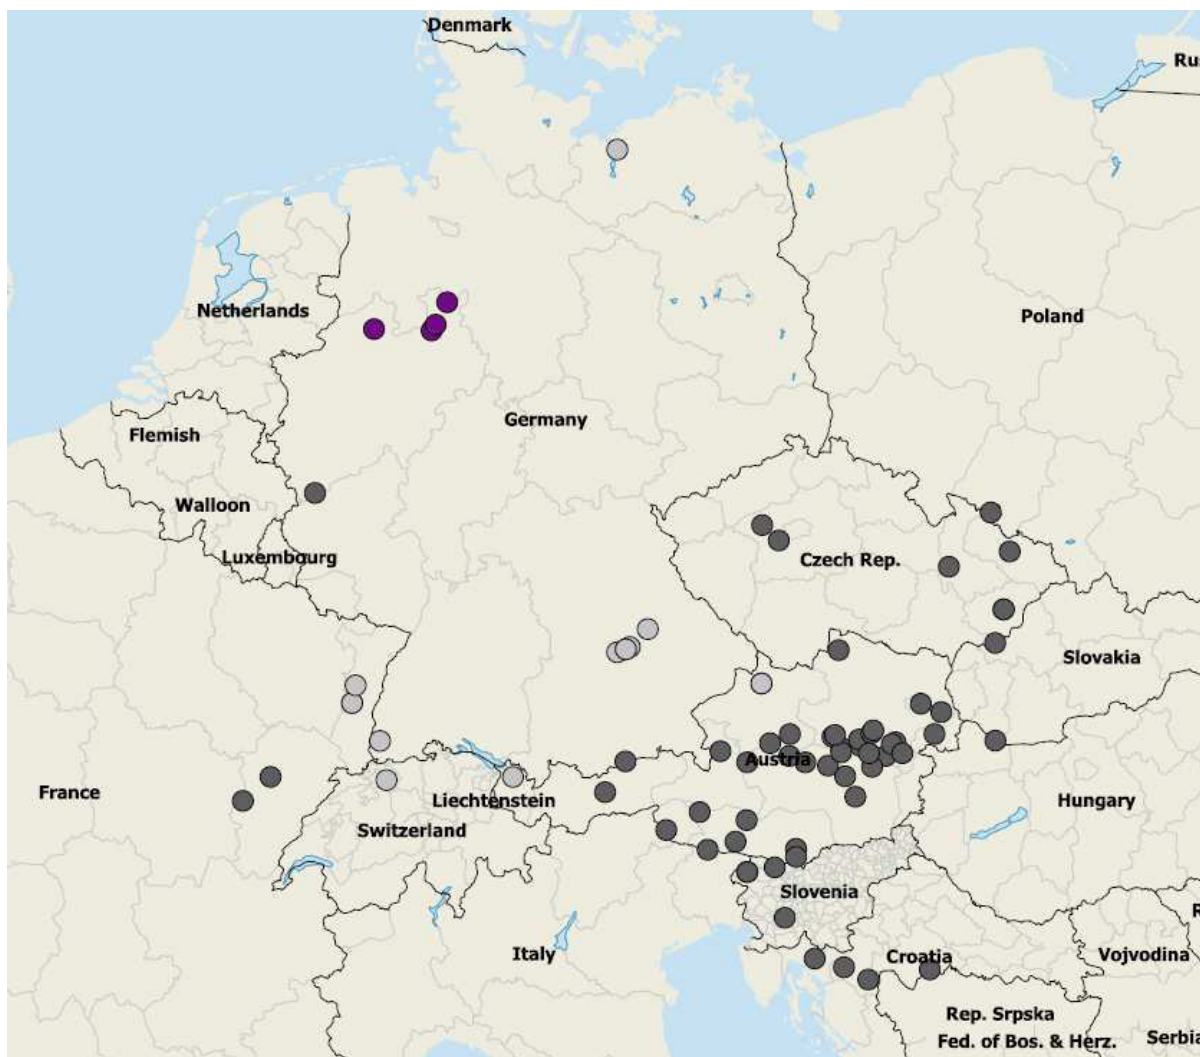 Denmark
Rus
Netherlands
Poland
Flemish
Germany
Walloon
Luxembourg
Czech Rep.
Slovakia
Austria
France
Liechtenstein
Hungary
Switzerland
Slovenia
R
Italy
Croatia
Vojvodina
Rep. Srpska
Fed. of Bos. & Herz.
Serbia